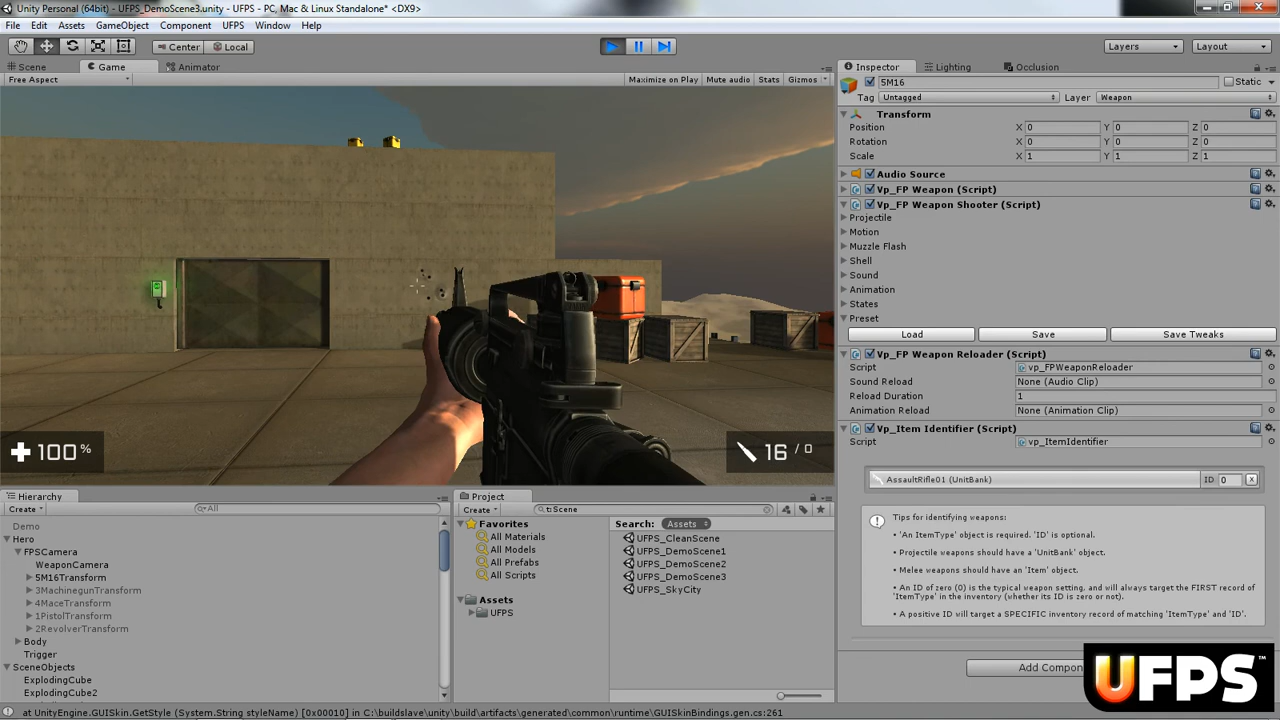 Unity Personal (64bit) - UFPS_DemoScene3.unity - UFPS - PC, Mac & Linux Standalone* <DX9>
File Edit Assets GameObject Component UFPS Window Help
Center Local Layers Layout
Scene Game Animator
Free Aspect Maximize on Play Mute audio Stats Gizmos
100 %
16 / 0
Inspector Lighting Occlusion
5M16 Static
Tag Untagged Layer Weapon
Transform
Position X 0 Y 0 Z 0
Rotation X 0 Y 0 Z 0
Scale X 1 Y 1 Z 1
Audio Source
Vp_FP Weapon (Script)
Vp_FP Weapon Shooter (Script)
Projectile
Motion
Muzzle Flash
Shell
Sound
Animation
States
Preset
Load Save Save Tweaks
Vp_FP Weapon Reloader (Script)
Script vp_FPWeaponReloader
Sound Reload None (Audio Clip)
Reload Duration 1
Animation Reload None (Animation Clip)
Vp_Item Identifier (Script)
Script vp_ItemIdentifier
AssaultRifle01 (UnitBank) ID 0 X
Tips for identifying weapons:
• 'An ItemType' object is required. 'ID' is optional.
• Projectile weapons should have a 'UnitBank' object.
• Melee weapons should have an 'Item' object.
• An ID of zero (0) is the typical weapon setting, and will always target the FIRST record of
'ItemType' in the inventory (whether its ID is zero or not).
• A positive ID will target a SPECIFIC inventory record of matching 'ItemType' and 'ID'.
Add Compon
UFPS™
Hierarchy
Create All
Demo
Hero
FPSCamera
WeaponCamera
5M16Transform
3MachinegunTransform
4MaceTransform
1PistolTransform
2RevolverTransform
Body
Trigger
SceneObjects
ExplodingCube
ExplodingCube2
Project
Create t:Scene
Favorites
All Materials
All Models
All Prefabs
All Scripts
Assets
UFPS
Search: Assets
UFPS_CleanScene
UFPS_DemoScene1
UFPS_DemoScene2
UFPS_DemoScene3
UFPS_SkyCity
at UnityEngine.GUISkin.GetStyle (System.String styleName) [0x00010] in C:\buildslave\unity\build\artifacts\generated\common\runtime\GUISkinBindings.gen.cs:261